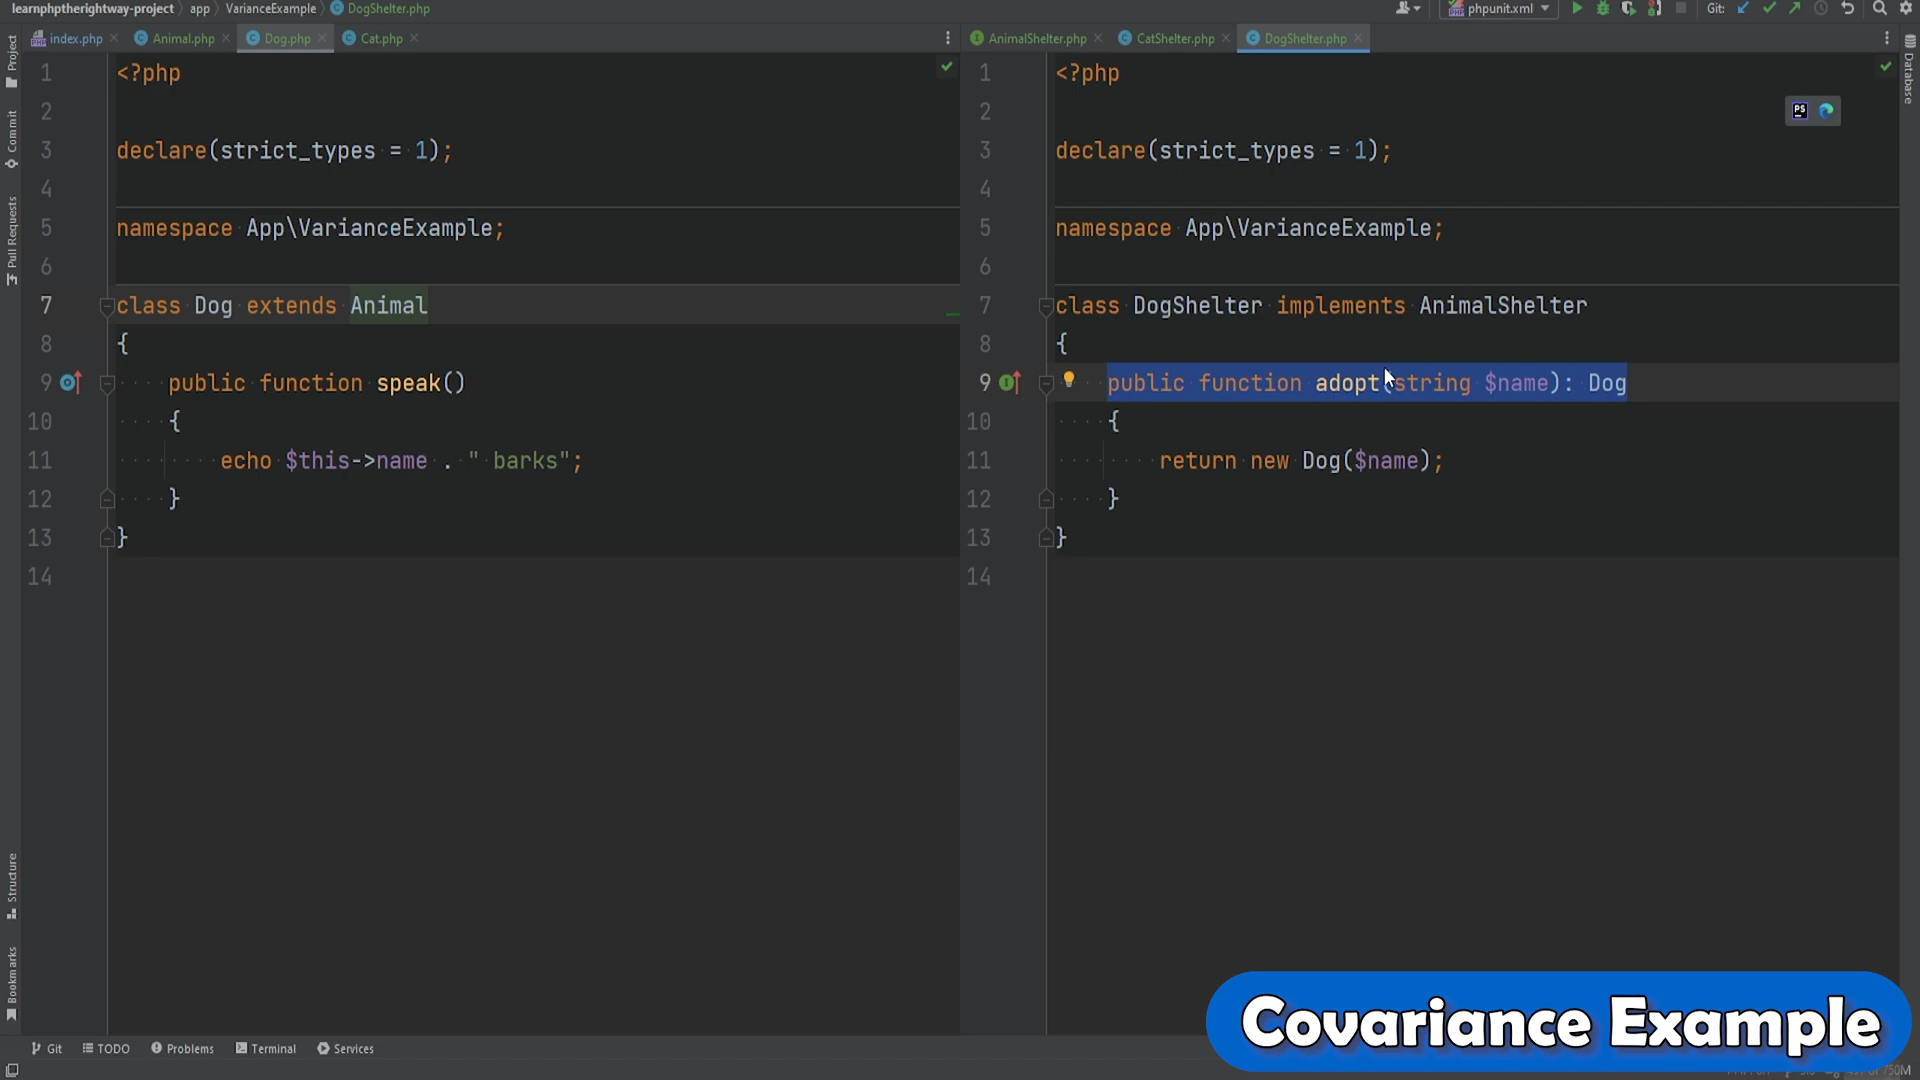 learnphptherightway-project app VarianceExample DogShelter.php
phpunit.xml Git:
index.php Animal.php Dog.php Cat.php
AnimalShelter.php CatShelter.php DogShelter.php
Project
Commit
Pull Requests
Structure
Bookmarks
1 <?php
2
3 declare(strict_types = 1);
4
5 namespace App\VarianceExample;
6
7 class Dog extends Animal
8 {
9 public function speak()
10 {
11 echo $this->name . " barks";
12 }
13 }
14
1 <?php
2
3 declare(strict_types = 1);
4
5 namespace App\VarianceExample;
6
7 class DogShelter implements AnimalShelter
8 {
9 public function adopt(string $name): Dog
10 {
11 return new Dog($name);
12 }
13 }
14
PS
Database
Covariance Example
Git TODO Problems Terminal Services